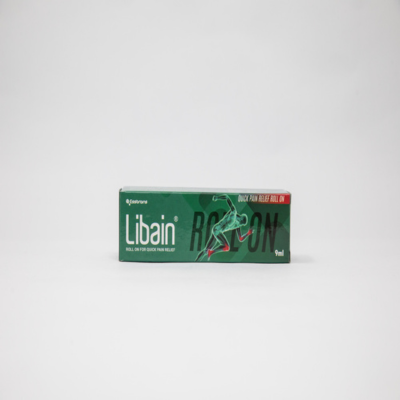 QUICK PAIN RELIEF ROLL ON
Libain®
ROLL ON
ROLL ON FOR QUICK PAIN RELIEF
9ml